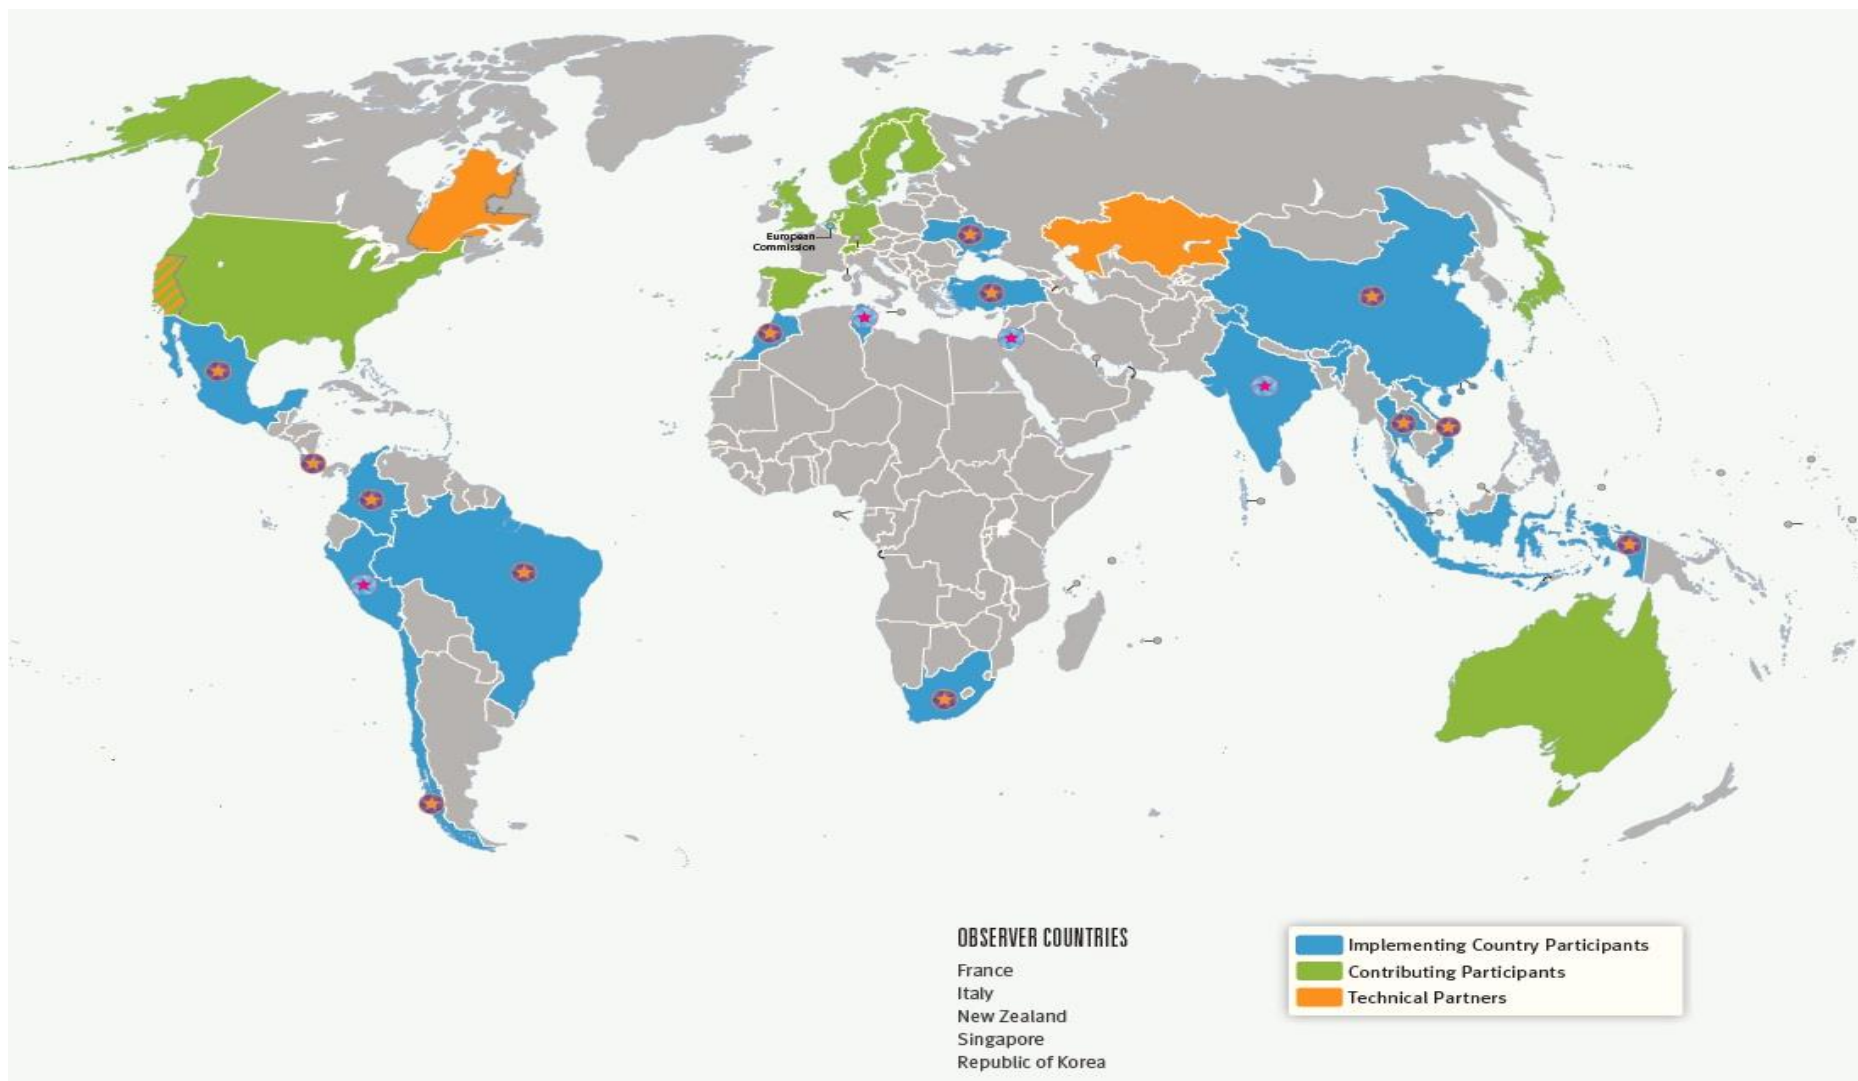 European
Commission
OBSERVER COUNTRIES
France
Italy
New Zealand
Singapore
Republic of Korea
Implementing Country Participants
Contributing Participants
Technical Partners